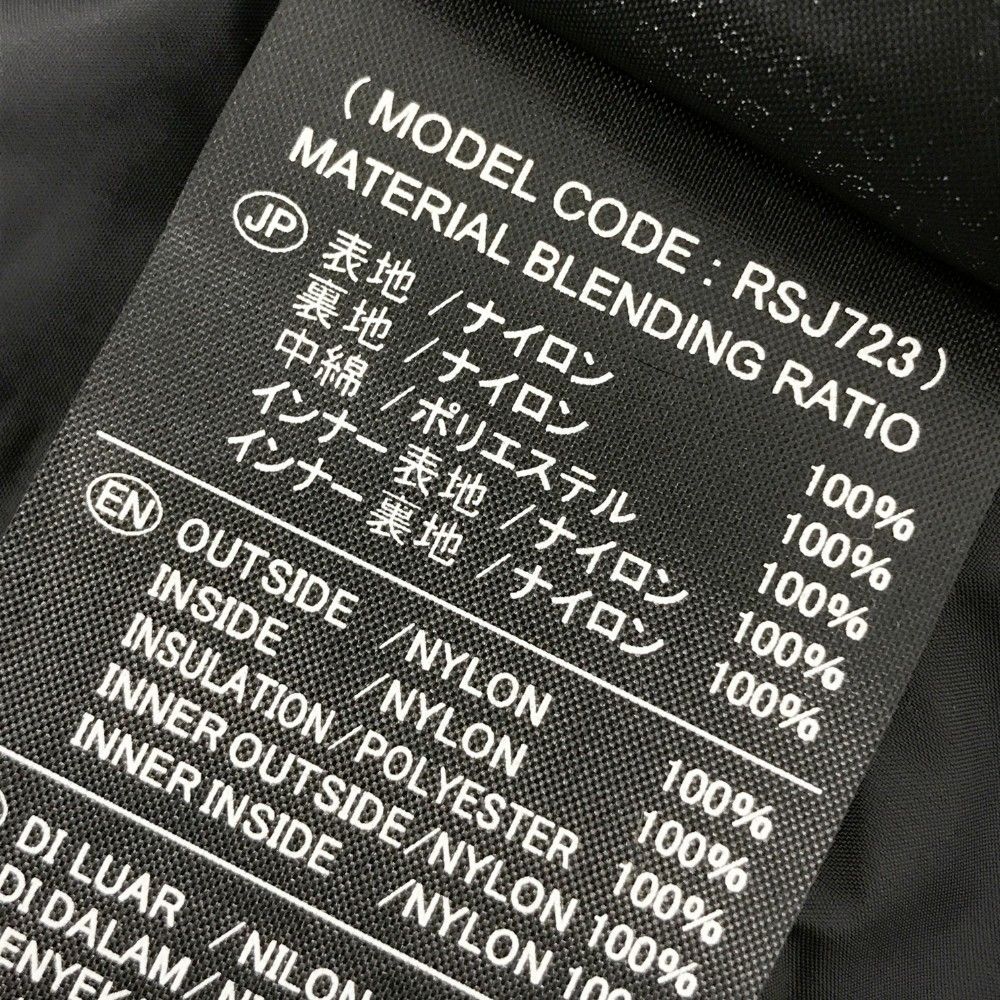 ( MODEL CODE : RSJ723 )
MATERIAL BLENDING RATIO
JP 表地 /ナイロン 100%
裏地 /ナイロン 100%
中綿 /ポリエステル 100%
インナー表地 /ナイロン 100%
インナー裏地 /ナイロン 100%
EN OUTSIDE /NYLON 100%
INSIDE /NYLON 100%
INSULATION/POLYESTER 100%
INNER OUTSIDE/NYLON 100%
INNER INSIDE /NYLON 100
DI LUAR /NILON
DI DALAM/